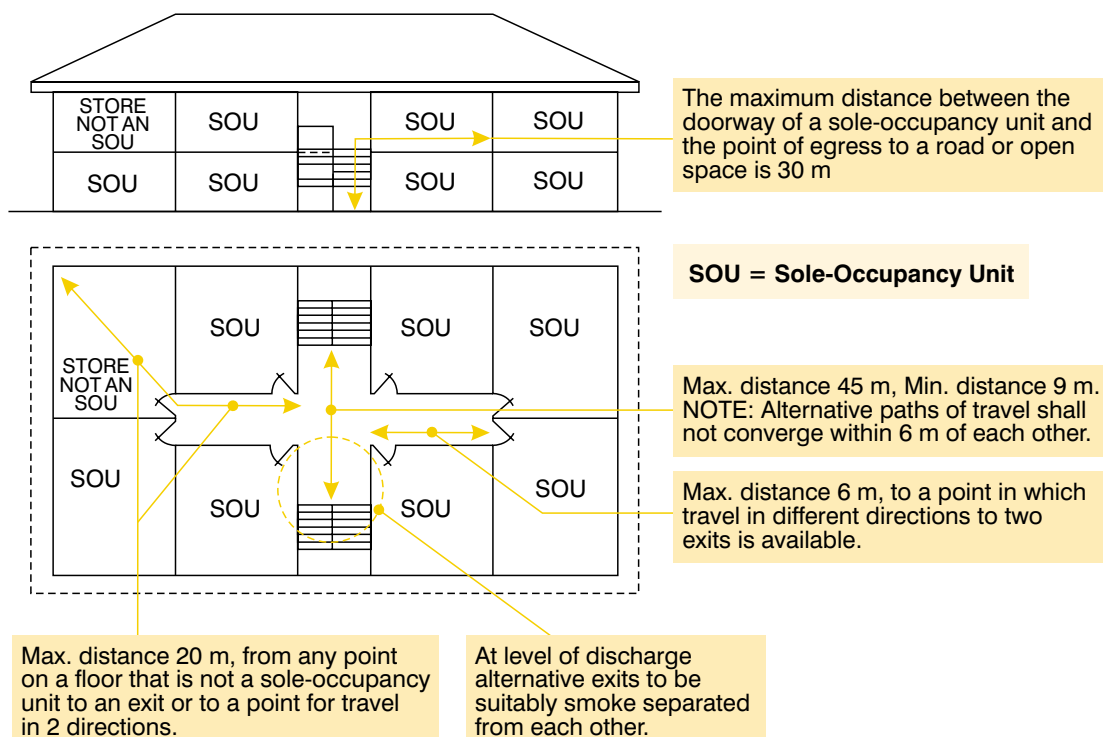 STORE
NOT AN
SOU
SOU
SOU
SOU
SOU
SOU
SOU
SOU
The maximum distance between the
doorway of a sole-occupancy unit and
the point of egress to a road or open
space is 30 m
SOU = Sole-Occupancy Unit
SOU
SOU
SOU
STORE
NOT AN
SOU
SOU
SOU
SOU
SOU
Max. distance 45 m, Min. distance 9 m.
NOTE: Alternative paths of travel shall
not converge within 6 m of each other.
Max. distance 6 m, to a point in which
travel in different directions to two
exits is available.
Max. distance 20 m, from any point
on a floor that is not a sole-occupancy
unit to an exit or to a point for travel
in 2 directions.
At level of discharge
alternative exits to be
suitably smoke separated
from each other.